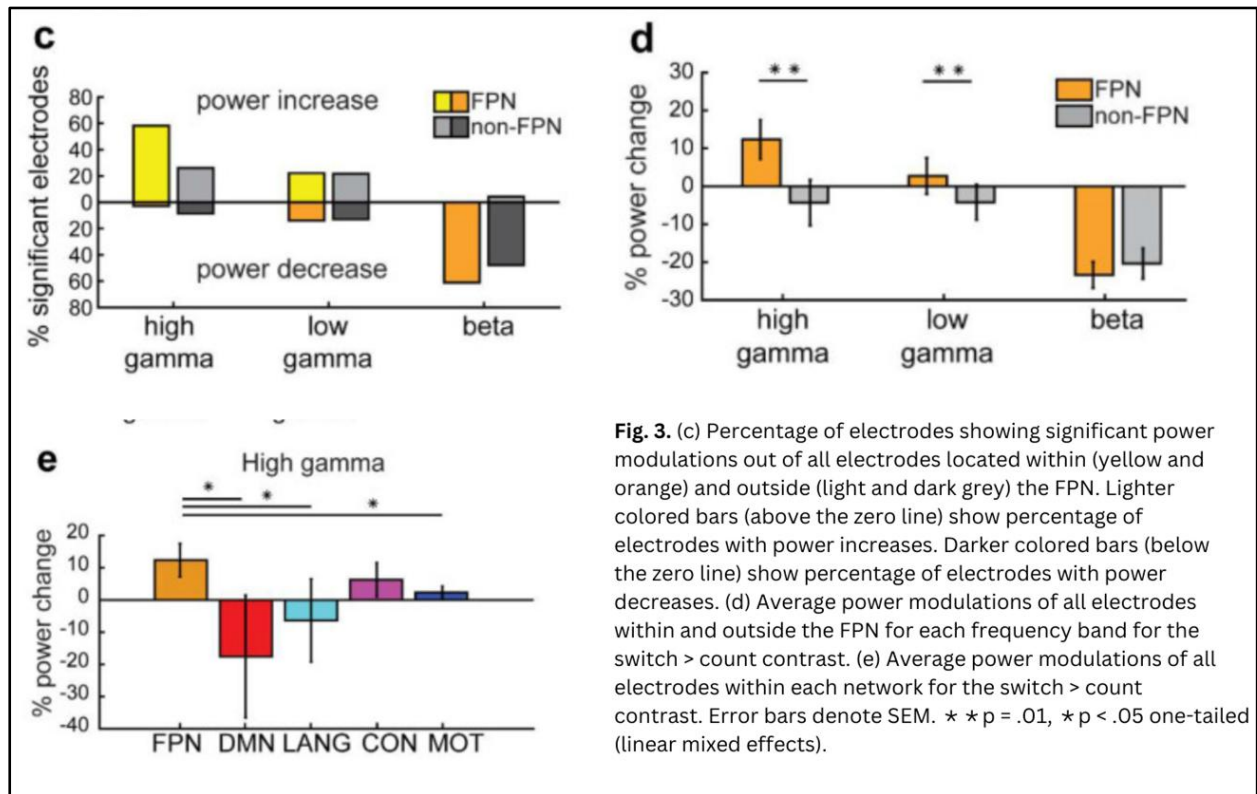 c
% significant electrodes
80
60
40
20
0
20
40
60
80
power increase
power decrease
FPN
non-FPN
high
gamma
low
gamma
beta
d
% power change
30
20
10
0
-10
-20
-30
* *
* *
FPN
non-FPN
high
gamma
low
gamma
beta
e
High gamma
% power change
20
10
0
-10
-20
-30
-40
*
*
*
FPN DMN LANG CON MOT
Fig. 3. (c) Percentage of electrodes showing significant power
modulations out of all electrodes located within (yellow and
orange) and outside (light and dark grey) the FPN. Lighter
colored bars (above the zero line) show percentage of
electrodes with power increases. Darker colored bars (below
the zero line) show percentage of electrodes with power
decreases. (d) Average power modulations of all electrodes
within and outside the FPN for each frequency band for the
switch > count contrast. (e) Average power modulations of all
electrodes within each network for the switch > count
contrast. Error bars denote SEM. * * p = .01, * p < .05 one-tailed
(linear mixed effects).